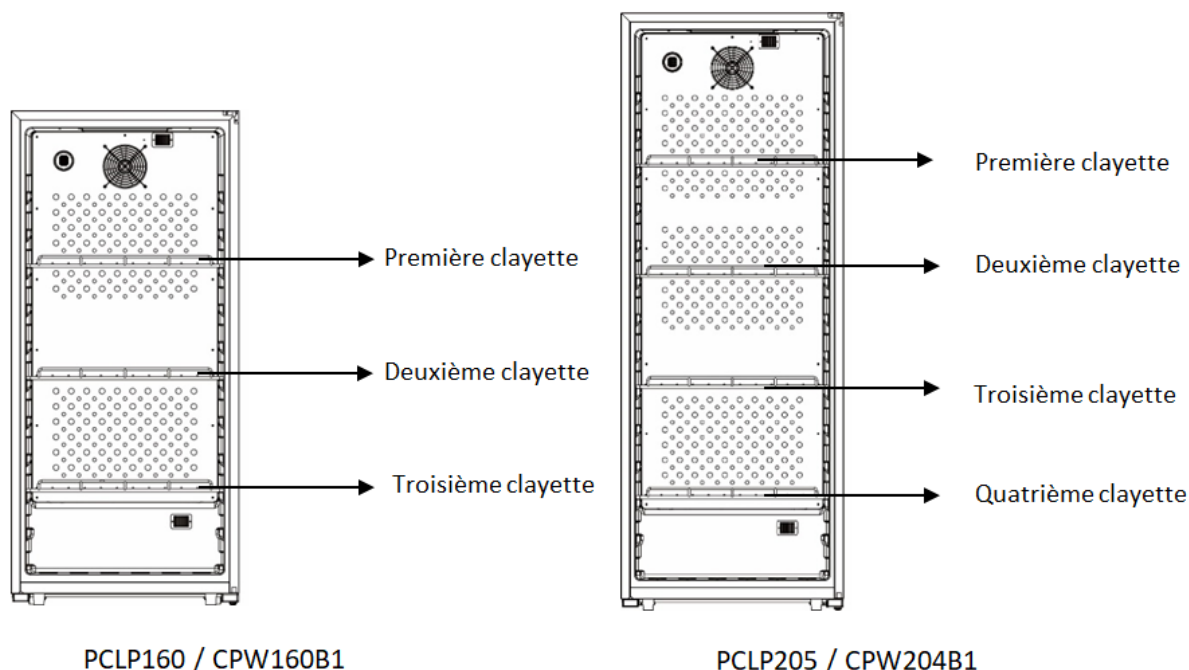 Première clayette
Deuxième clayette
Troisième clayette
PCLP160 / CPW160B1
Première clayette
Deuxième clayette
Troisième clayette
Quatrième clayette
PCLP205 / CPW204B1